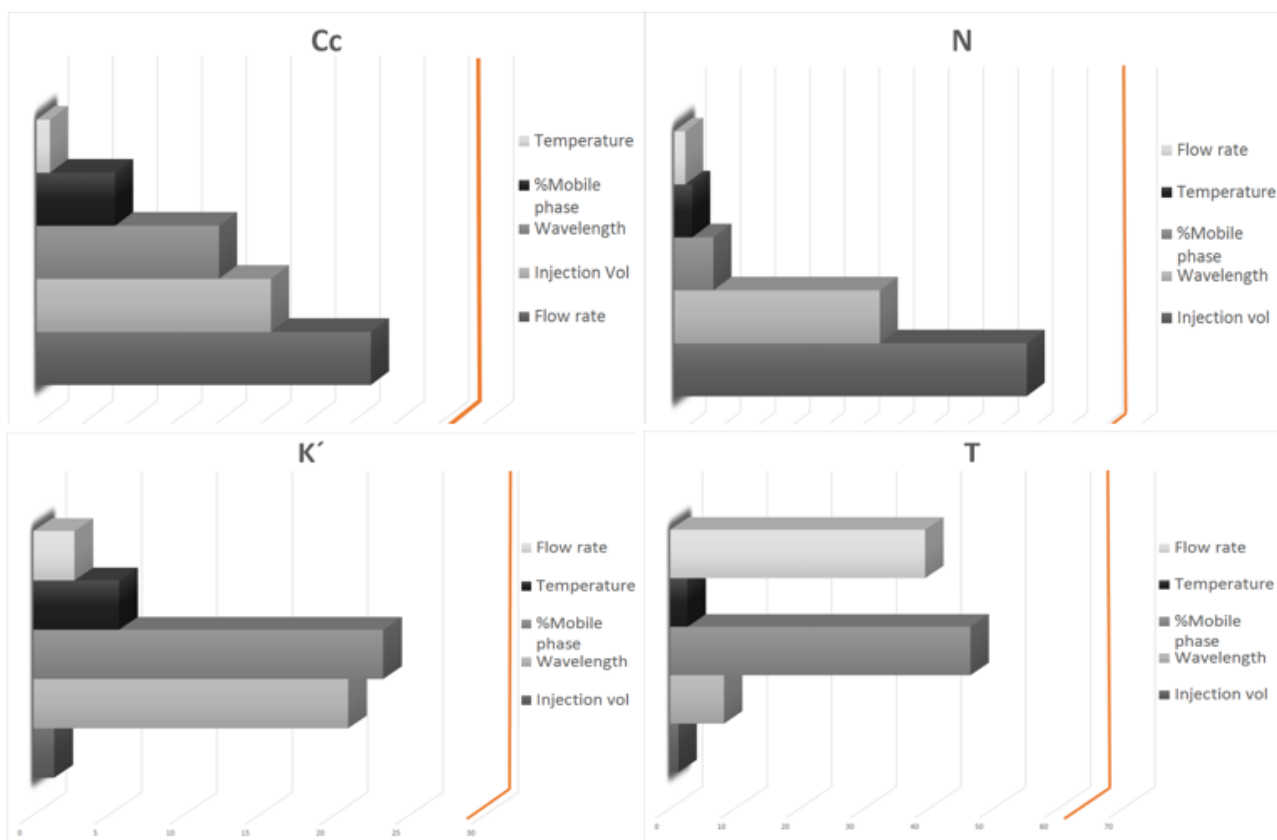 Cc
Temperature
%Mobile
phase
Wavelength
Injection Vol
Flow rate
N
Flow rate
Temperature
%Mobile
phase
Wavelength
Injection vol
K´
Flow rate
Temperature
%Mobile
phase
Wavelength
Injection vol
0 5 10 15 20 25 30
T
Flow rate
Temperature
%Mobile
phase
Wavelength
Injection vol
0 10 20 30 40 50 60 70